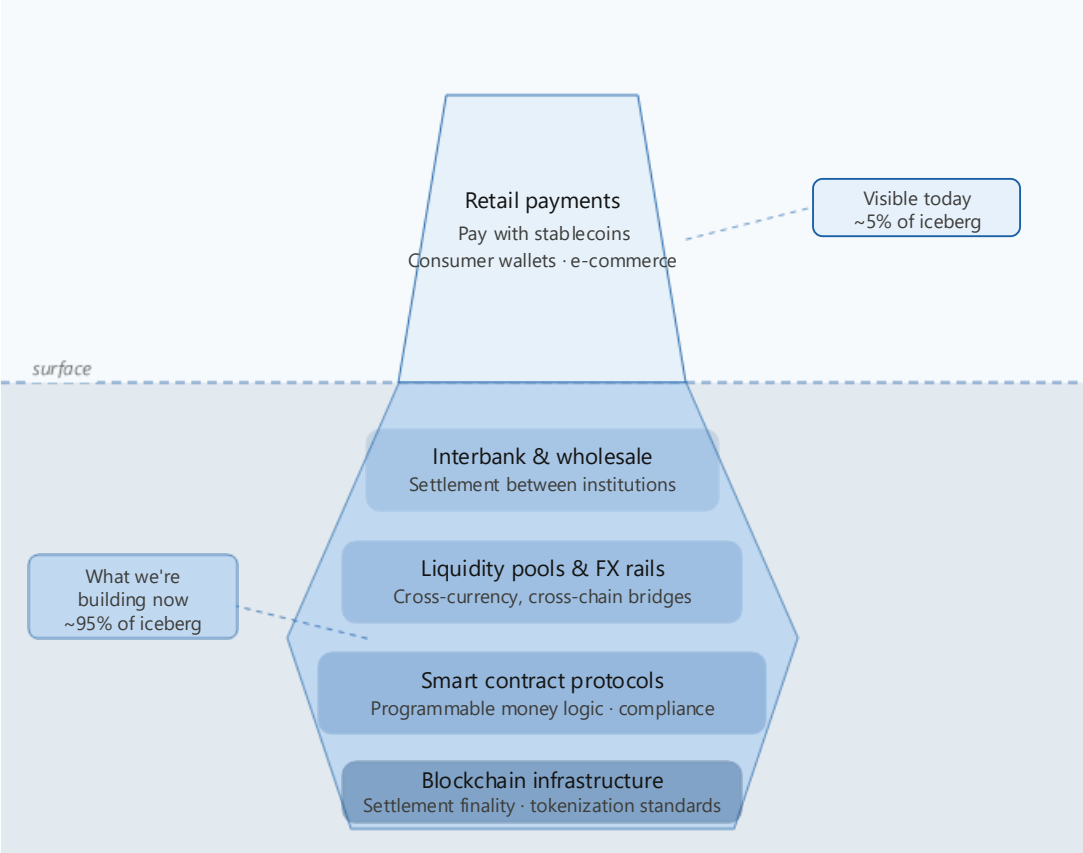 Retail payments
Pay with stablecoins
Consumer wallets · e-commerce
Visible today
~5% of iceberg
surface
Interbank & wholesale
Settlement between institutions
Liquidity pools & FX rails
Cross-currency, cross-chain bridges
What we're
building now
~95% of iceberg
Smart contract protocols
Programmable money logic · compliance
Blockchain infrastructure
Settlement finality · tokenization standards